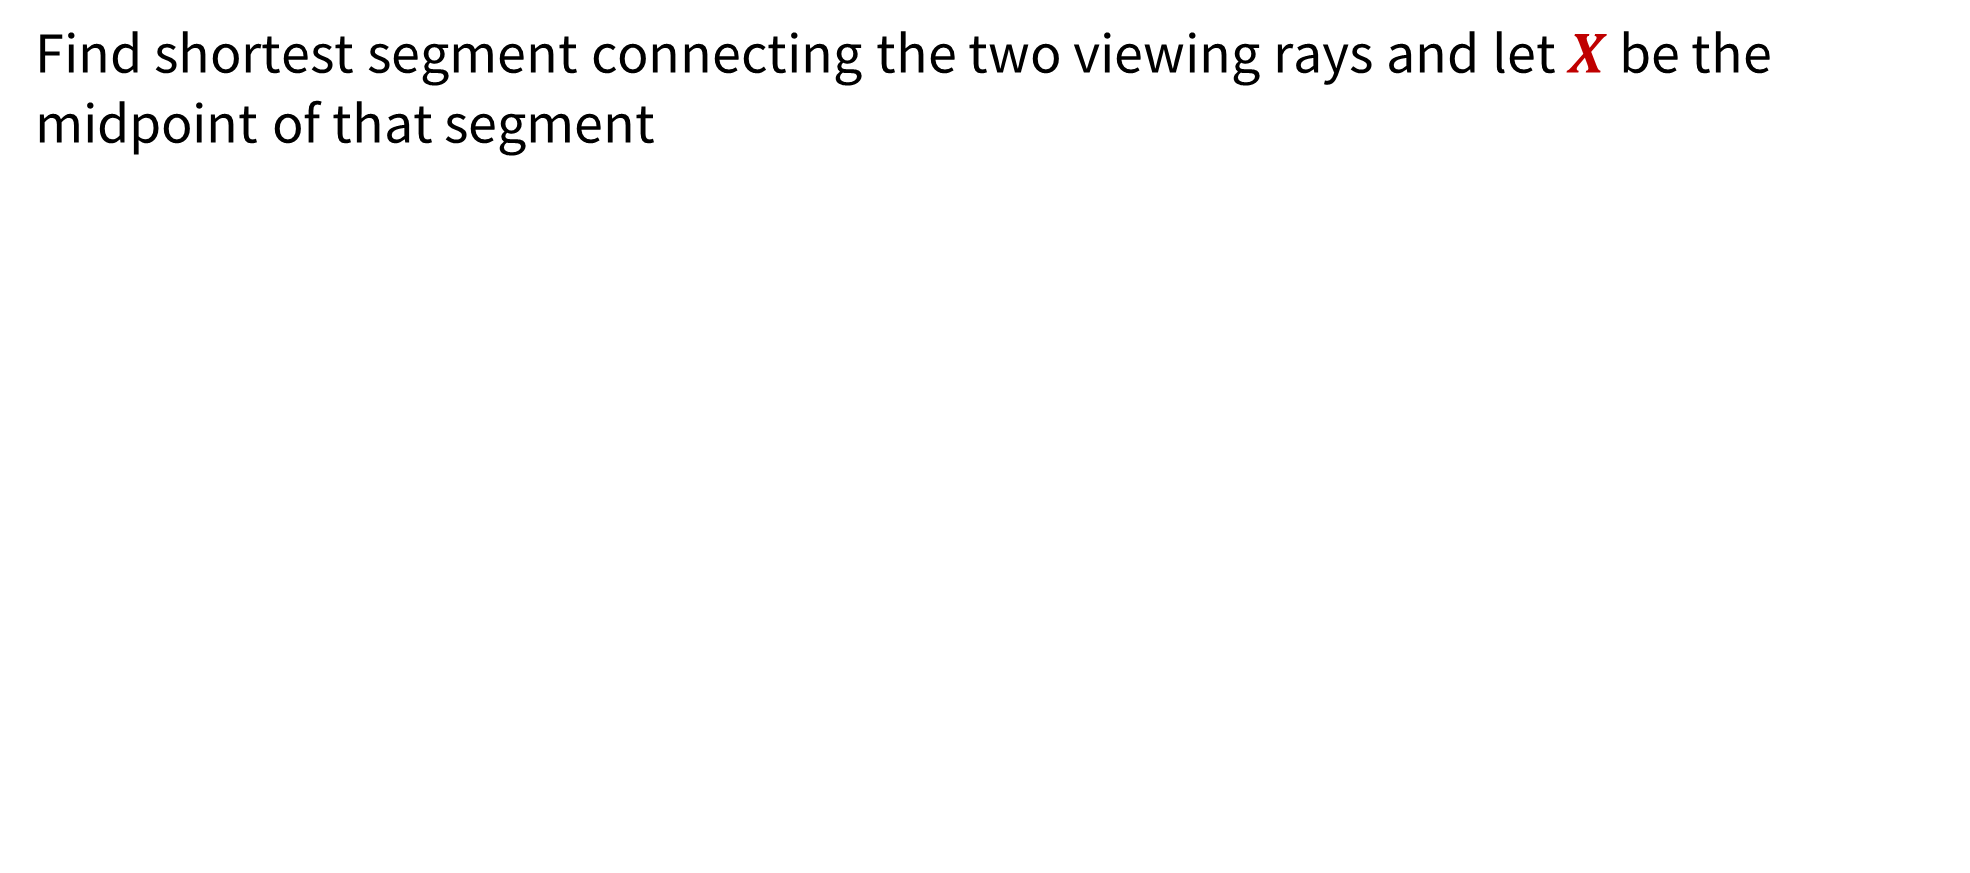 Find shortest segment connecting the two viewing rays and let X be the
midpoint of that segment